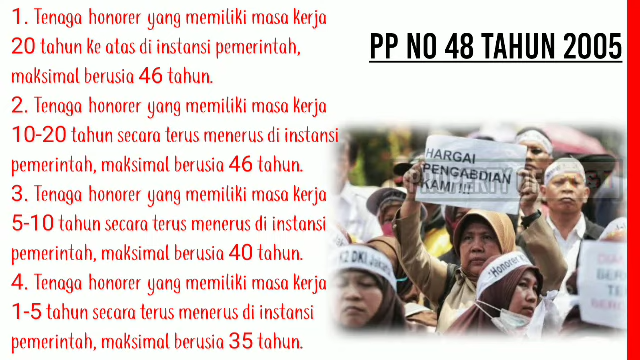 1. Tenaga honorer yang memiliki masa kerja
20 tahun ke atas di instansi pemerintah,
maksimal berusia 46 tahun.
2. Tenaga honorer yang memiliki masa kerja
10-20 tahun secara terus menerus di instansi
pemerintah, maksimal berusia 46 tahun.
3. Tenaga honorer yang memiliki masa kerja
5-10 tahun secara terus menerus di instansi
pemerintah, maksimal berusia 40 tahun.
4. Tenaga honorer yang memiliki masa kerja
1-5 tahun secara terus menerus di instansi
pemerintah, maksimal berusia 35 tahun.
PP NO 48 TAHUN 2005
HARGAI
PENGABDIAN
KAMI!!!
K2 DKI
"Honorer